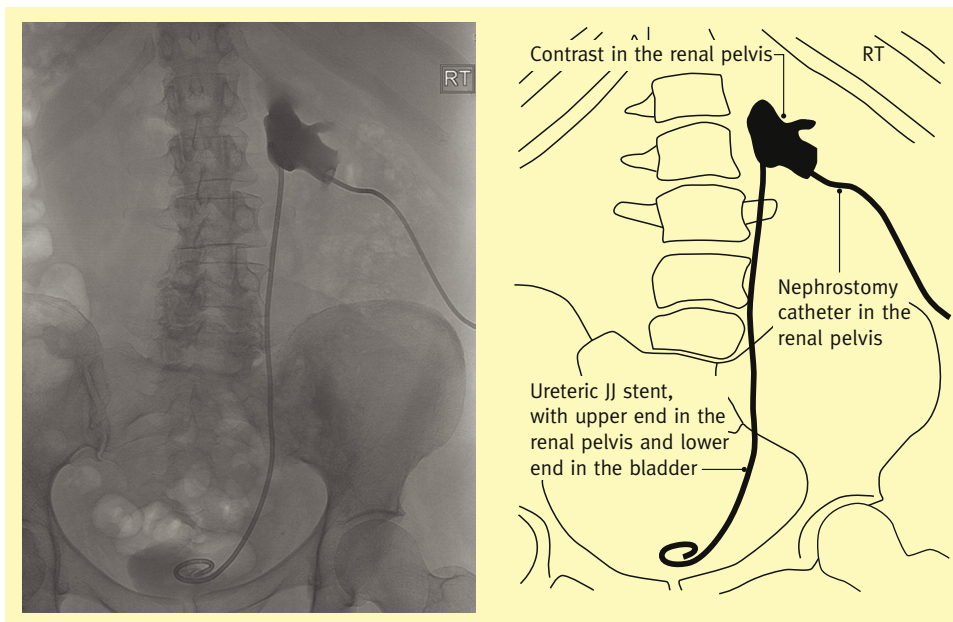 RT
Contrast in the renal pelvis
RT
Nephrostomy
catheter in the
renal pelvis
Ureteric JJ stent,
with upper end in the
renal pelvis and lower
end in the bladder